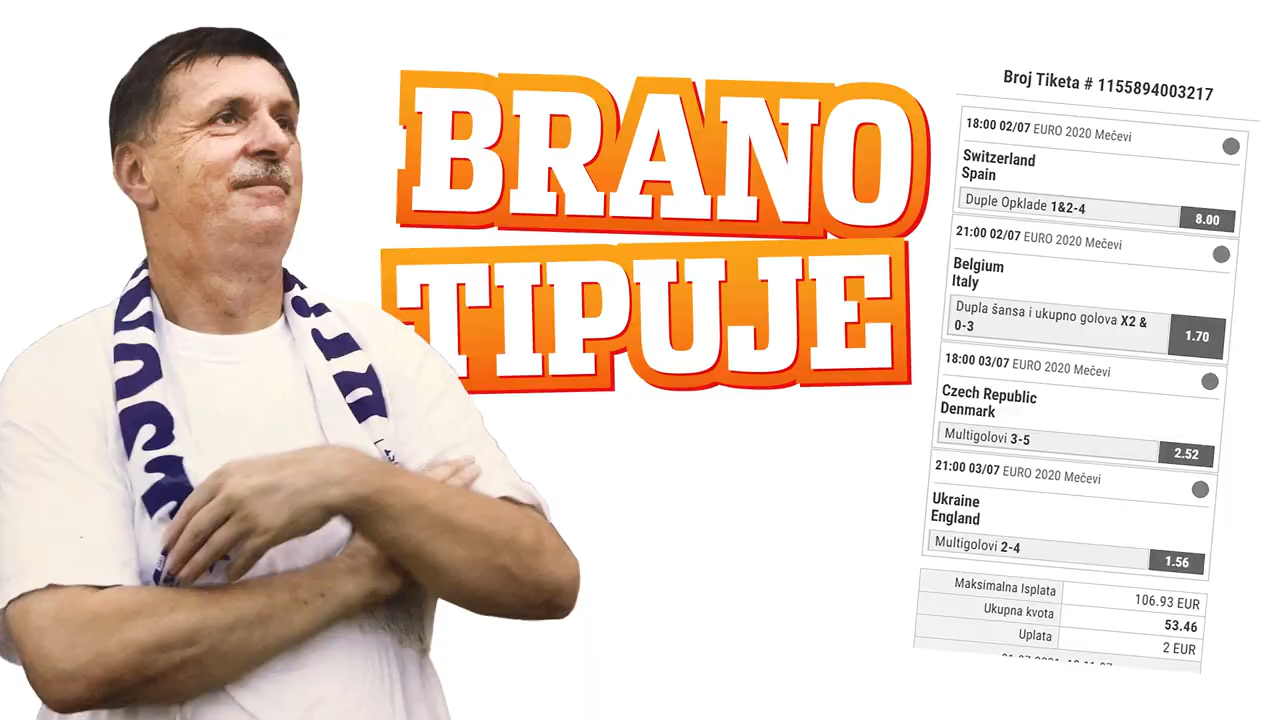 BRANO
TIPUJE
Broj Tiketa # 1155894003217
18:00 02/07 EURO 2020 Mečevi
Switzerland
Spain
Duple Opklade 1&2-4 8.00
21:00 02/07 EURO 2020 Mečevi
Belgium
Italy
Dupla šansa i ukupno golova X2 &
0-3
1.70
18:00 03/07 EURO 2020 Mečevi
Czech Republic
Denmark
Multigolovi 3-5 2.52
21:00 03/07 EURO 2020 Mečevi
Ukraine
England
Multigolovi 2-4 1.56
Maksimalna Isplata 106.93 EUR
Ukupna kvota 53.46
Uplata 2 EUR